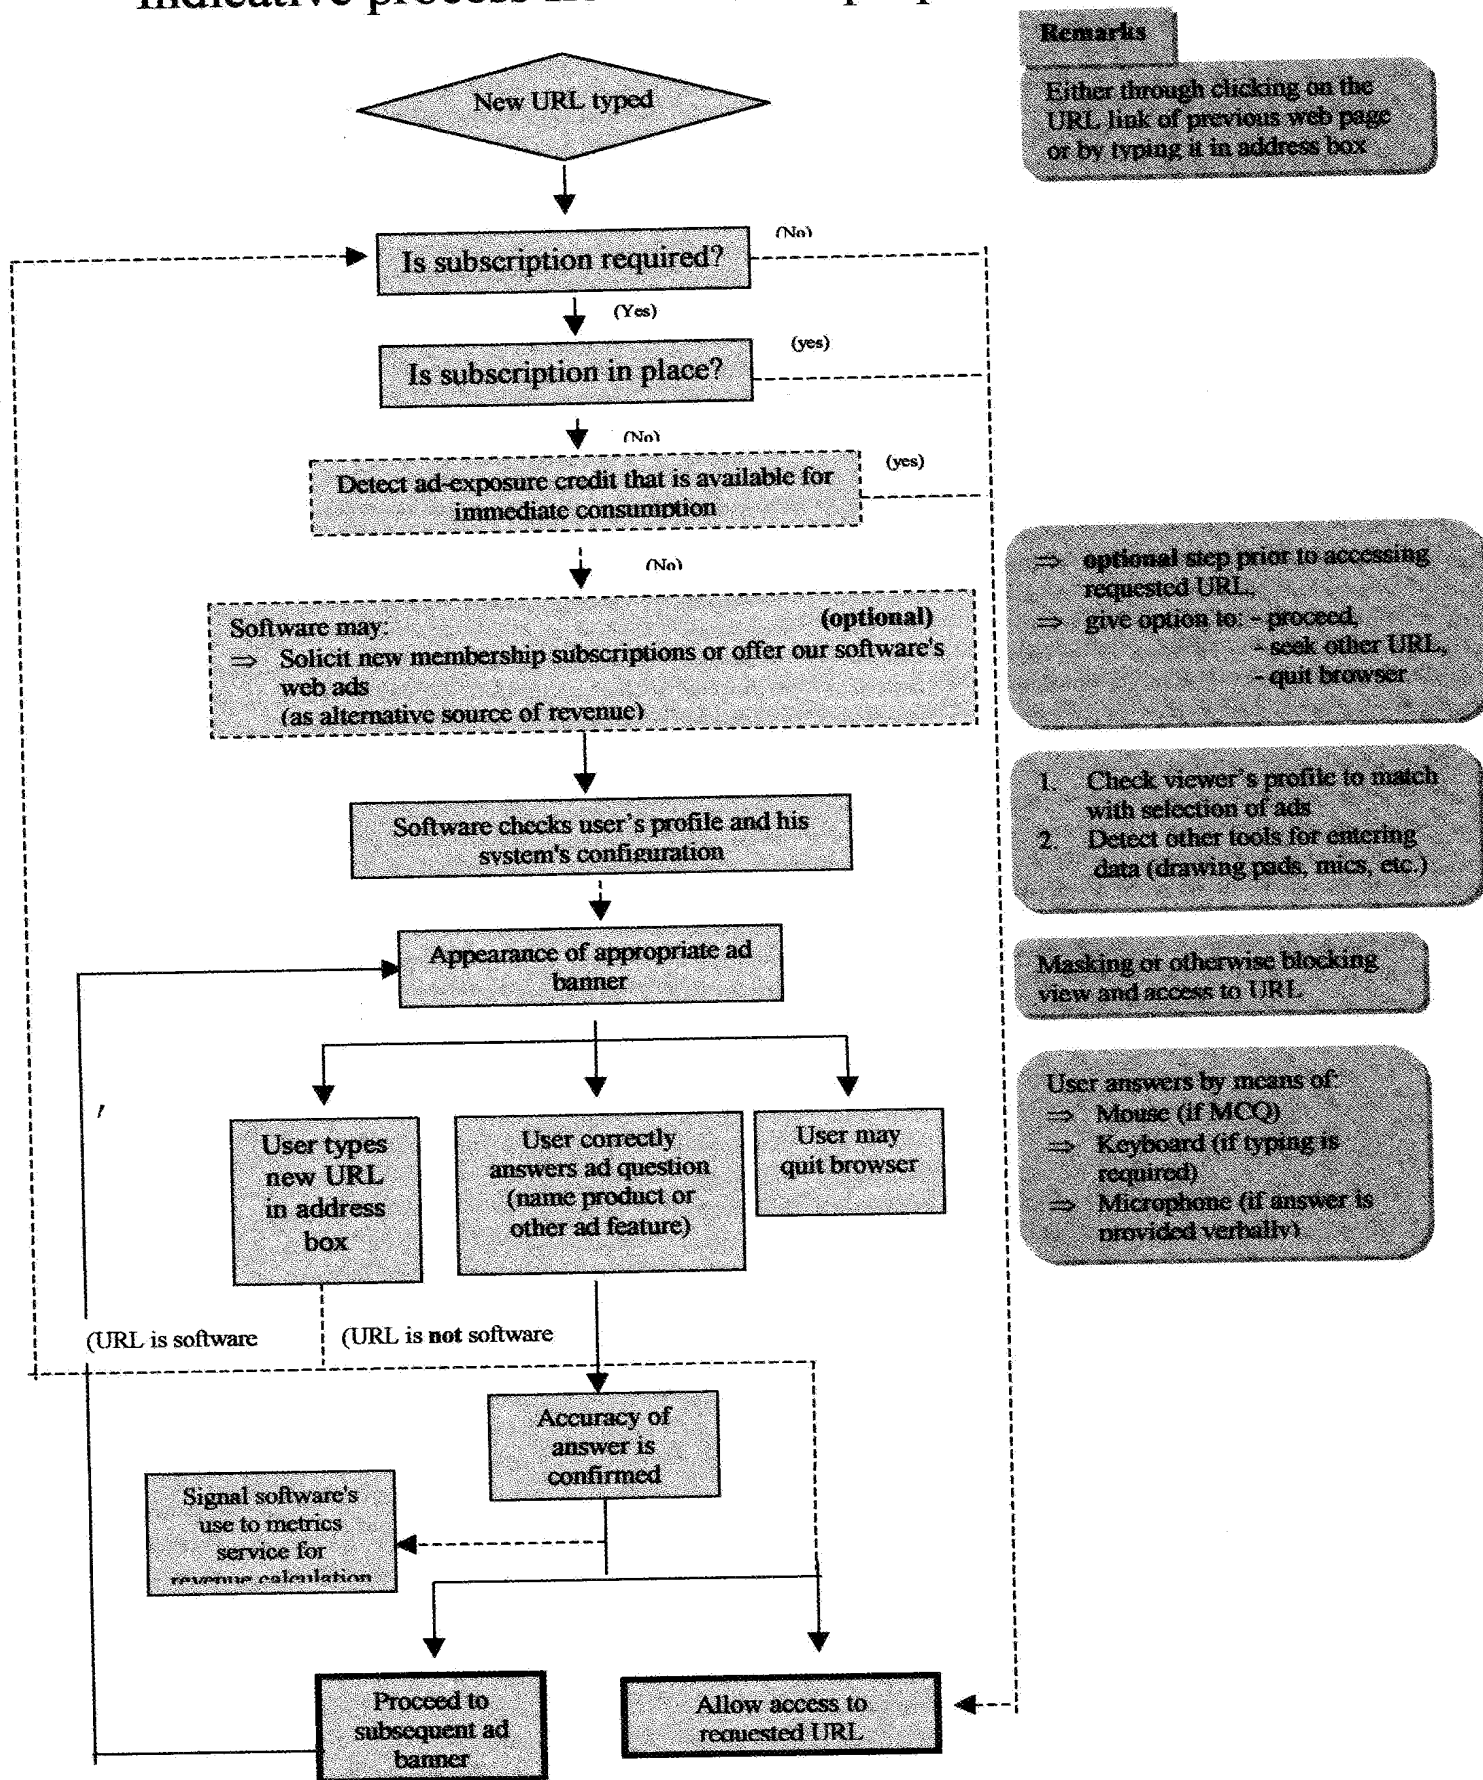 Indicative process
Remarks
Either through clicking on the
URL link of previous web page
or by typing it in address box
New URL typed
Is subscription required?
(No)
(Yes)
Is subscription in place?
(yes)
(No)
Detect ad-exposure credit that is available for
immediate consumption
(yes)
(No)
Software may: (optional)
⇒ Solicit new membership subscriptions or offer our software's
web ads
(as alternative source of revenue)
⇒ optional step prior to accessing
requested URL.
⇒ give option to: - proceed,
- seek other URL,
- quit browser
Software checks user's profile and his
system's configuration
1. Check viewer's profile to match
with selection of ads
2. Detect other tools for entering
data (drawing pads, mics, etc.)
Appearance of appropriate ad
banner
Masking or otherwise blocking
view and access to URL
User types
new URL
in address
box
User correctly
answers ad question
(name product or
other ad feature)
User may
quit browser
User answers by means of:
⇒ Mouse (if MCQ)
⇒ Keyboard (if typing is
required)
⇒ Microphone (if answer is
provided verbally)
(URL is software
(URL is not software
Accuracy of
answer is
confirmed
Signal software's
use to metrics
service for
revenue calculation
Proceed to
subsequent ad
banner
Allow access to
requested URL